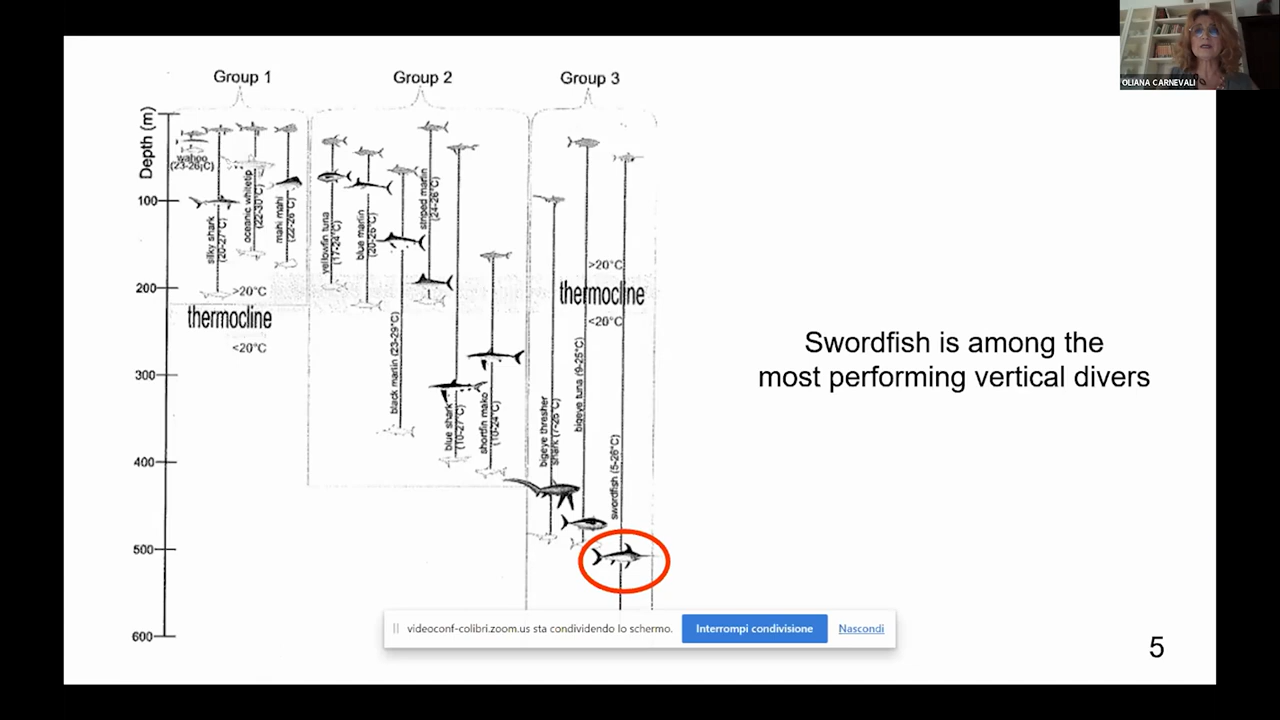 OLIANA CARNEVALI
Group 1
Group 2
Group 3
Depth (m)
100
200
300
400
500
600
wahoo
(23-26°C)
silky shark
(20-27°C)
oceanic whitetip
(22-30°C)
mahi mahi
(22-26°C)
>20°C
thermocline
<20°C
yellowfin tuna
(17-24°C)
blue marlin
(20-26°C)
black marlin (23-29°C)
striped marlin
(24-26°C)
blue shark
(10-27°C)
shortfin mako
(10-24°C)
bigeye thresher
shark (7-26°C)
bigeye tuna (9-25°C)
swordfish (5-26°C)
>20°C
thermocline
<20°C
Swordfish is among the
most performing vertical divers
videoconf-colibri.zoom.us sta condividendo lo schermo.
Interrompi condivisione
Nascondi
5